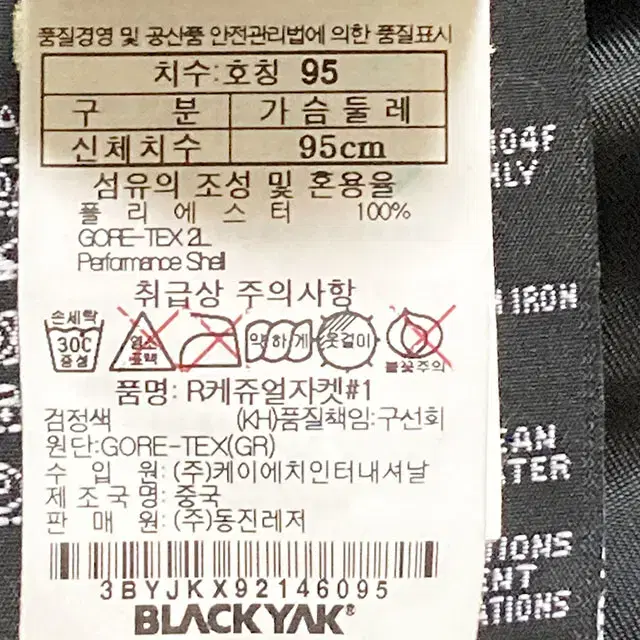 품질경영 및 공산품 안전관리법에 의한 품질표시
치수:호칭 95
구 분 가슴둘레
신체치수 95cm
섬유의 조성 및 혼용율
폴리에스터 100%
GORE-TEX 2L
Performance Shell
취급상 주의사항
손세탁
30C
중성
염소
표백
약하게
옷걸이
불꽃주의
품명: R케쥬얼자켓#1
검정색 (KH)품질책임:구선회
원단:GORE-TEX(GR)
수 입 원: (주)케이에치인터내셔날
제조국명: 중국
판 매 원: (주)동진레저
3BYJKX92146095
BLACKYAK®
104F
IRON
TIONS